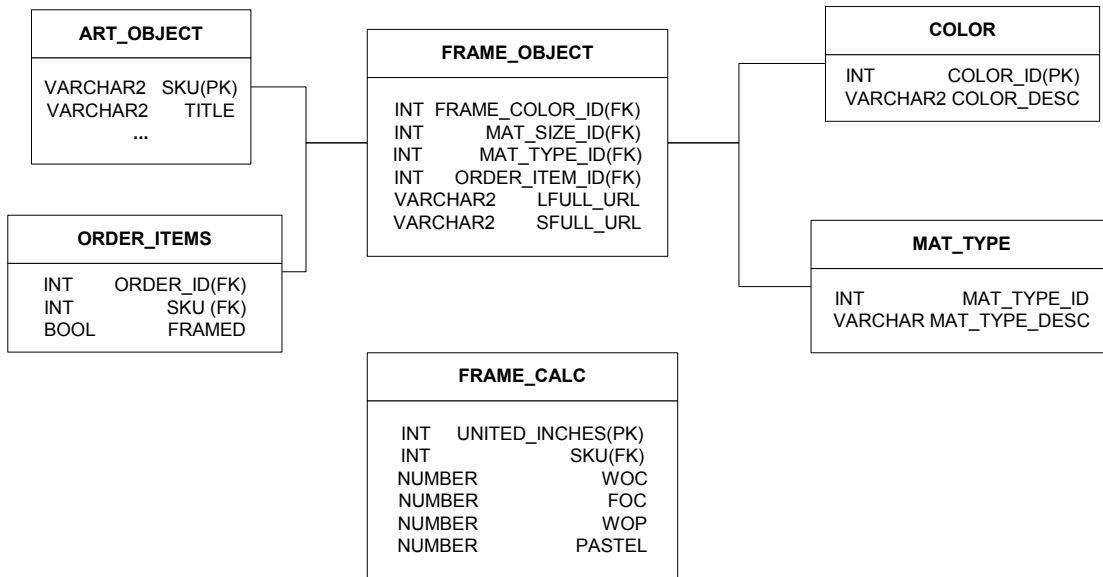 ART_OBJECT
VARCHAR2 SKU(PK)
VARCHAR2 TITLE
...
ORDER_ITEMS
INT ORDER_ID(FK)
INT SKU (FK)
BOOL FRAMED
FRAME_OBJECT
INT FRAME_COLOR_ID(FK)
INT MAT_SIZE_ID(FK)
INT MAT_TYPE_ID(FK)
INT ORDER_ITEM_ID(FK)
VARCHAR2 LFULL_URL
VARCHAR2 SFULL_URL
FRAME_CALC
INT UNITED_INCHES(PK)
INT SKU(FK)
NUMBER WOC
NUMBER FOC
NUMBER WOP
NUMBER PASTEL
COLOR
INT COLOR_ID(PK)
VARCHAR2 COLOR_DESC
MAT_TYPE
INT MAT_TYPE_ID
VARCHAR MAT_TYPE_DESC